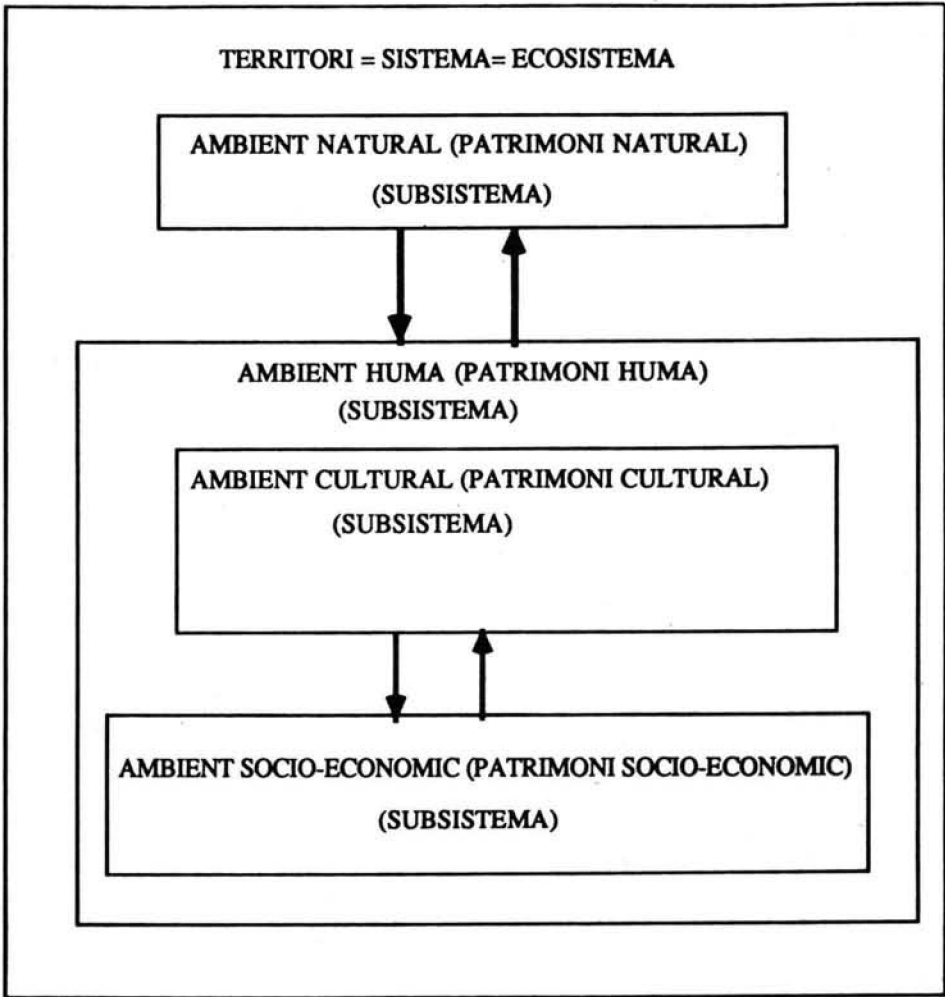 TERRITORI = SISTEMA= ECOSISTEMA
AMBIENT NATURAL (PATRIMONI NATURAL)
(SUBSISTEMA)
AMBIENT HUMA (PATRIMONI HUMA)
(SUBSISTEMA)
AMBIENT CULTURAL (PATRIMONI CULTURAL)
(SUBSISTEMA)
AMBIENT SOCIO-ECONOMIC (PATRIMONI SOCIO-ECONOMIC)
(SUBSISTEMA)